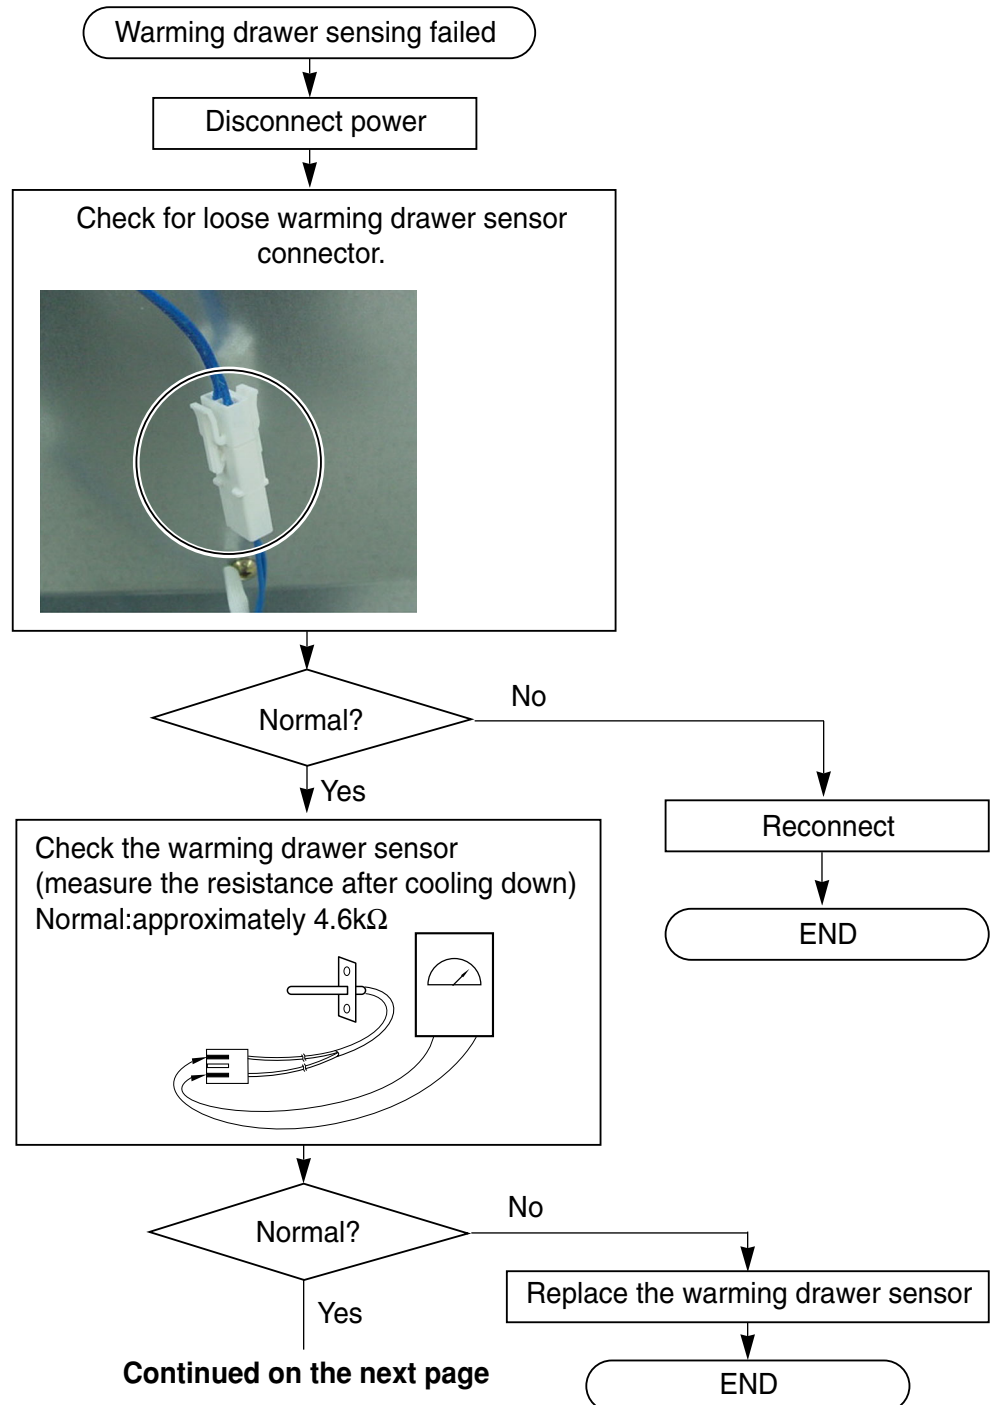 Warming drawer sensing failed
Disconnect power
Check for loose warming drawer sensor
connector.
Normal?
No
Yes
Reconnect
END
Check the warming drawer sensor
(measure the resistance after cooling down)
Normal:approximately 4.6kΩ
Normal?
No
Yes
Replace the warming drawer sensor
END
Continued on the next page